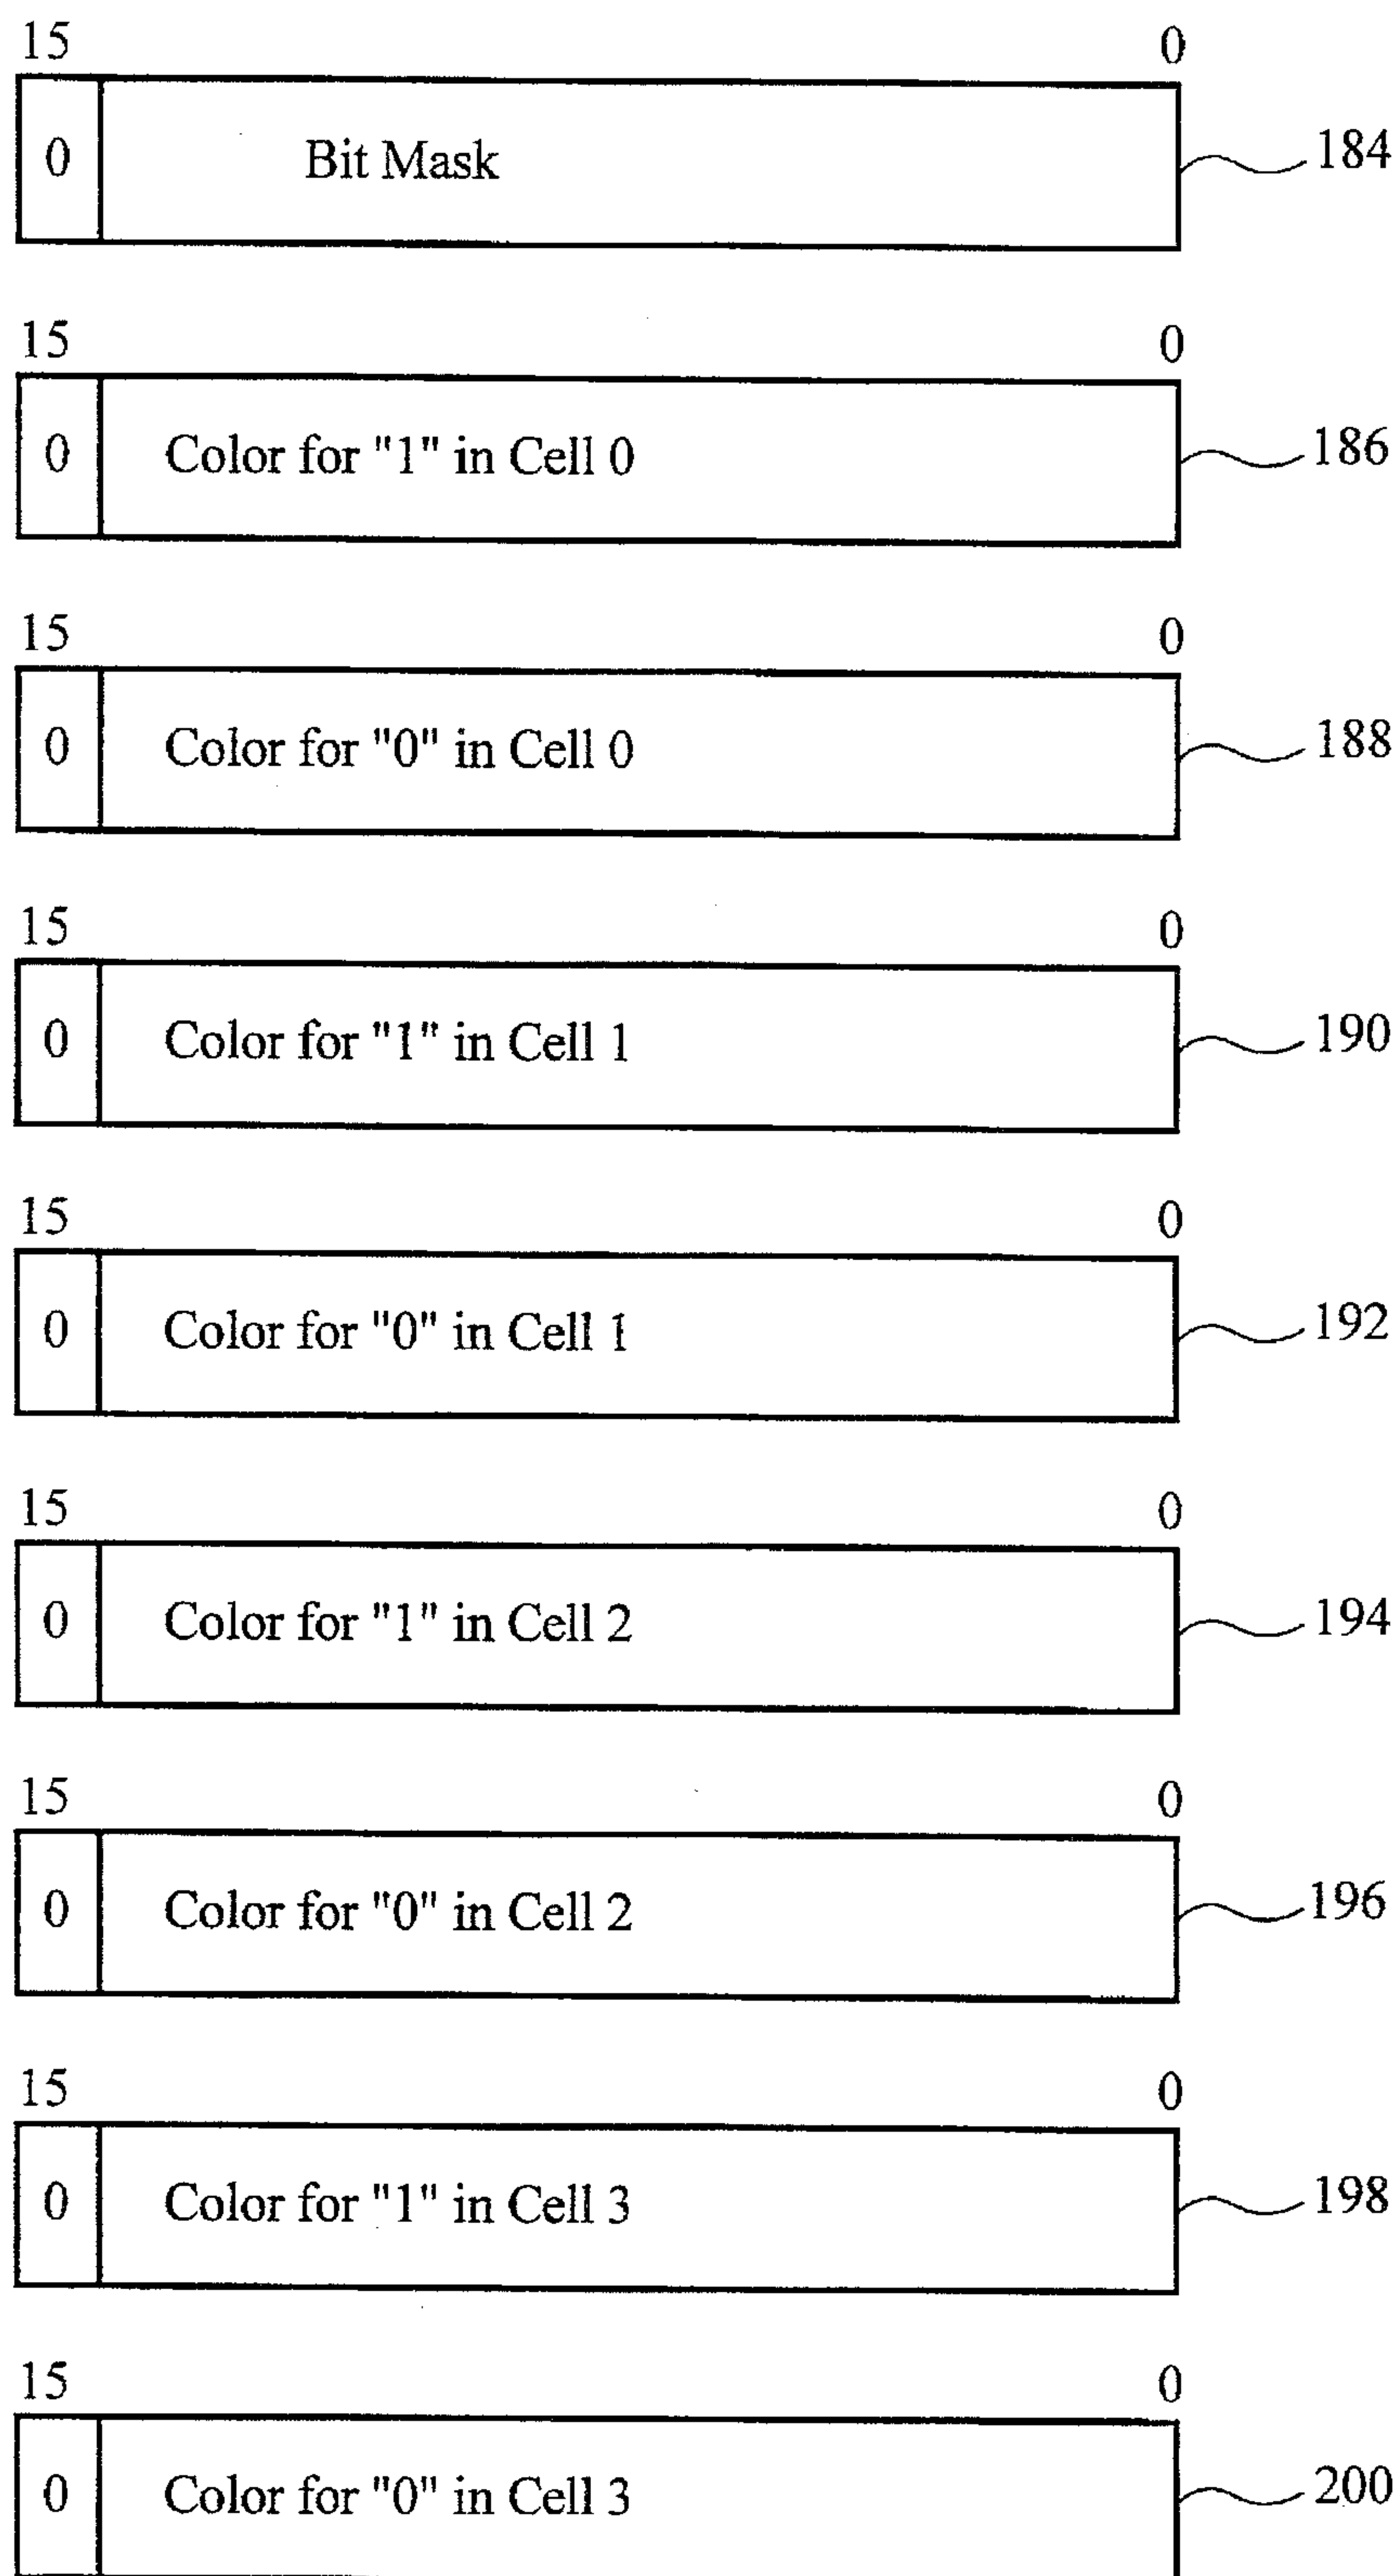 15 0
0 Bit Mask 184
15 0
0 Color for "1" in Cell 0 186
15 0
0 Color for "0" in Cell 0 188
15 0
0 Color for "1" in Cell 1 190
15 0
0 Color for "0" in Cell 1 192
15 0
0 Color for "1" in Cell 2 194
15 0
0 Color for "0" in Cell 2 196
15 0
0 Color for "1" in Cell 3 198
15 0
0 Color for "0" in Cell 3 200